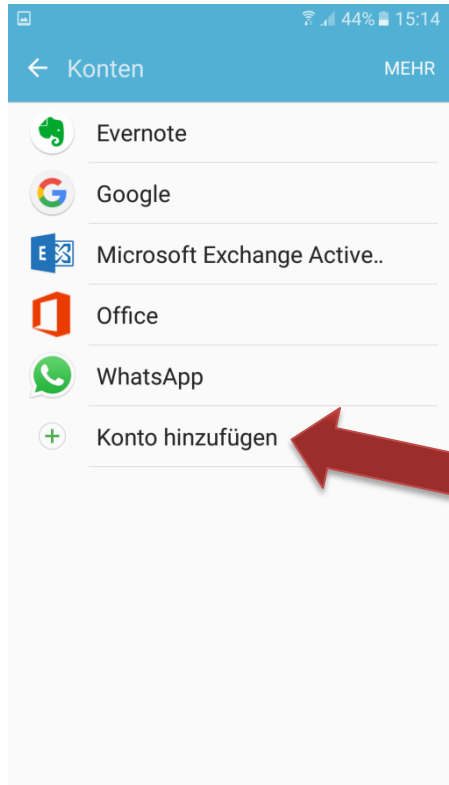 44% 15:14
Konten MEHR
Evernote
Google
E Microsoft Exchange Active..
Office
WhatsApp
Konto hinzufügen